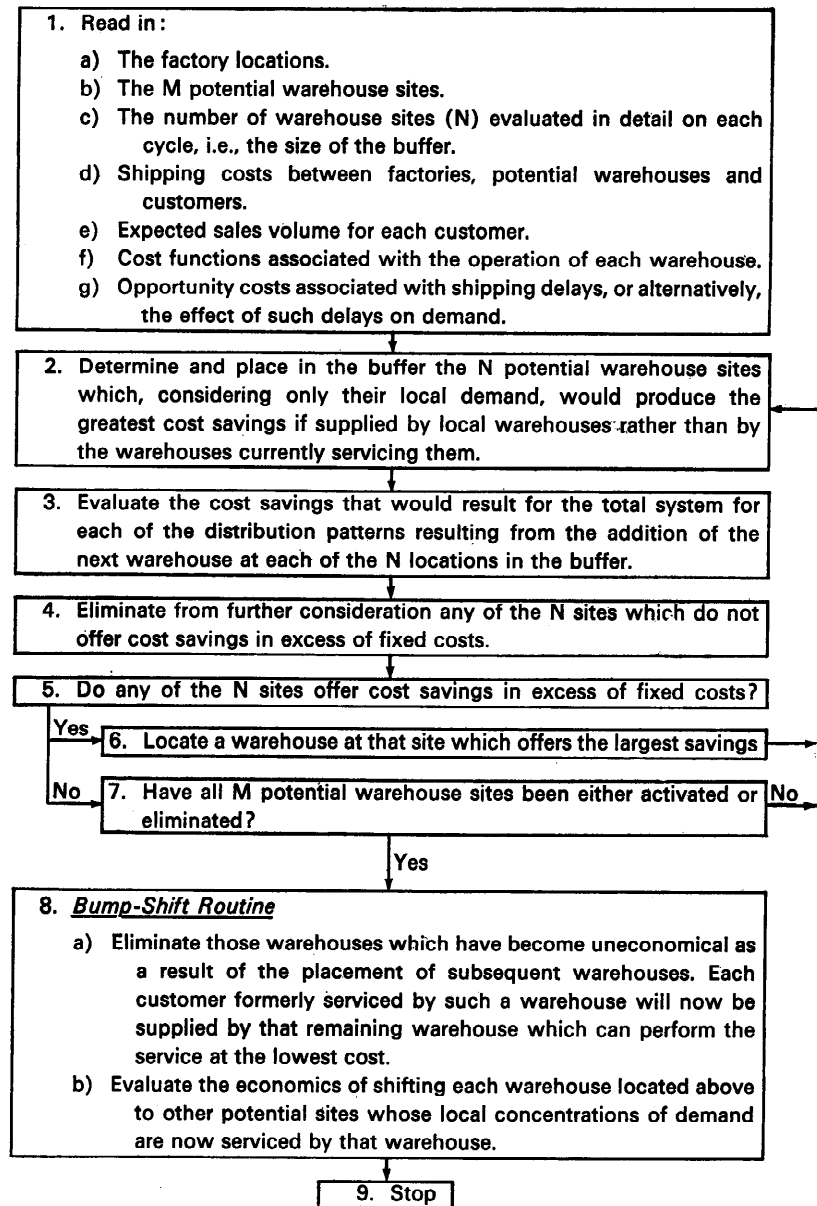 1. Read in:
a) The factory locations.
b) The M potential warehouse sites.
c) The number of warehouse sites (N) evaluated in detail on each
cycle, i.e., the size of the buffer.
d) Shipping costs between factories, potential warehouses and
customers.
e) Expected sales volume for each customer.
f) Cost functions associated with the operation of each warehouse.
g) Opportunity costs associated with shipping delays, or alternatively,
the effect of such delays on demand.
2. Determine and place in the buffer the N potential warehouse sites
which, considering only their local demand, would produce the
greatest cost savings if supplied by local warehouses rather than by
the warehouses currently servicing them.
3. Evaluate the cost savings that would result for the total system for
each of the distribution patterns resulting from the addition of the
next warehouse at each of the N locations in the buffer.
4. Eliminate from further consideration any of the N sites which do not
offer cost savings in excess of fixed costs.
5. Do any of the N sites offer cost savings in excess of fixed costs?
Yes
6. Locate a warehouse at that site which offers the largest savings
No
7. Have all M potential warehouse sites been either activated or
eliminated?
No
Yes
8. Bump-Shift Routine
a) Eliminate those warehouses which have become uneconomical as
a result of the placement of subsequent warehouses. Each
customer formerly serviced by such a warehouse will now be
supplied by that remaining warehouse which can perform the
service at the lowest cost.
b) Evaluate the economics of shifting each warehouse located above
to other potential sites whose local concentrations of demand
are now serviced by that warehouse.
9. Stop